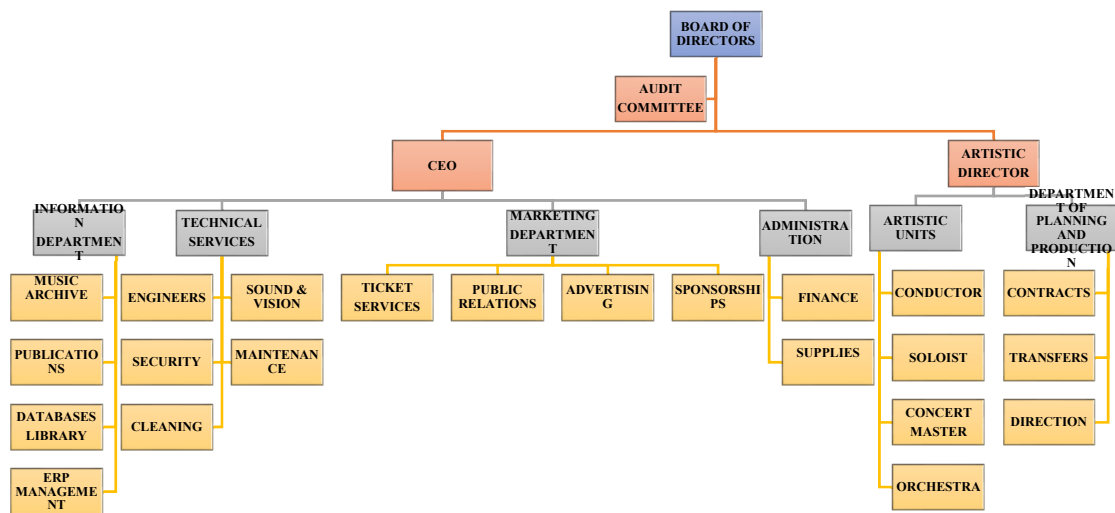 BOARD OF
DIRECTORS
AUDIT
COMMITTEE
CEO
ARTISTIC
DIRECTOR
INFORMATIO
N
DEPARTMEN
T
TECHNICAL
SERVICES
MARKETING
DEPARTMEN
T
ADMINISTRA
TION
ARTISTIC
UNITS
DEPARTMEN
T OF
PLANNING
AND
PRODUCTIO
N
MUSIC
ARCHIVE
PUBLICATIO
NS
DATABASES
LIBRARY
ERP
MANAGEME
NT
ENGINEERS
SECURITY
CLEANING
SOUND &
VISION
MAINTENAN
CE
TICKET
SERVICES
PUBLIC
RELATIONS
ADVERTISIN
G
SPONSORSHI
PS
FINANCE
SUPPLIES
CONDUCTOR
SOLOIST
CONCERT
MASTER
ORCHESTRA
CONTRACTS
TRANSFERS
DIRECTION